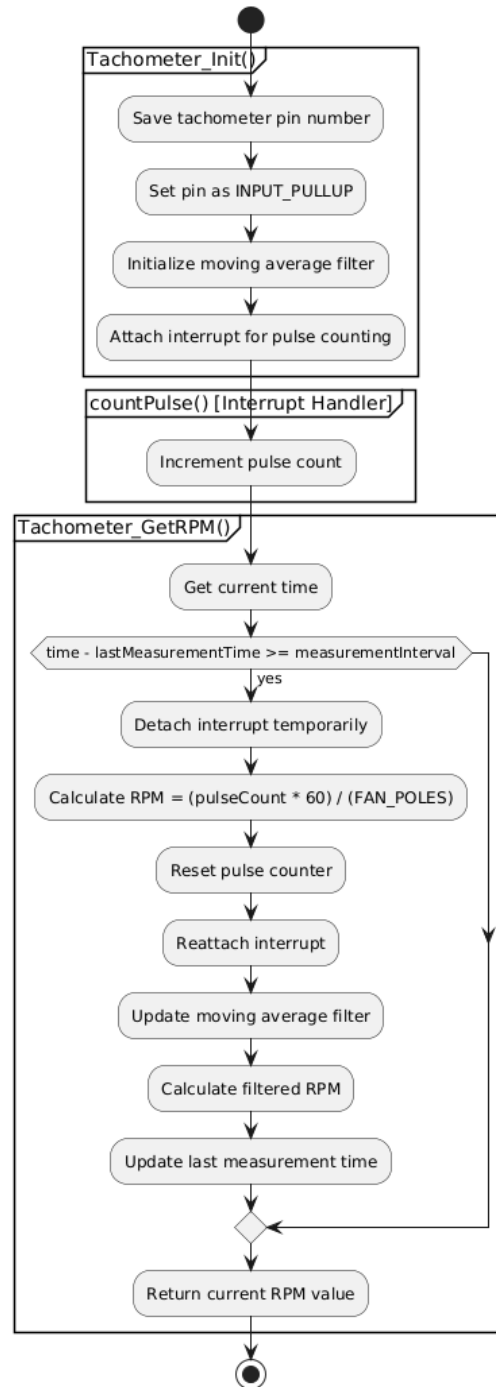 Tachometer_Init()
Save tachometer pin number
Set pin as INPUT_PULLUP
Initialize moving average filter
Attach interrupt for pulse counting
countPulse() [Interrupt Handler]
Increment pulse count
Tachometer_GetRPM()
Get current time
time - lastMeasurementTime >= measurementInterval
yes
Detach interrupt temporarily
Calculate RPM = (pulseCount * 60) / (FAN_POLES)
Reset pulse counter
Reattach interrupt
Update moving average filter
Calculate filtered RPM
Update last measurement time
Return current RPM value